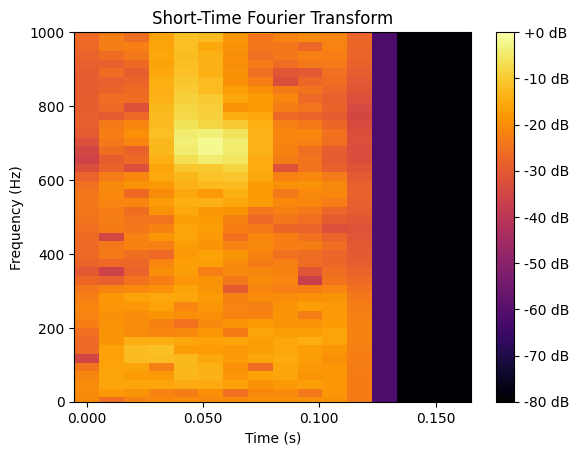 Short-Time Fourier Transform
Frequency (Hz)
1000
800
600
400
200
0
0.000
0.050
0.100
0.150
Time (s)
+0 dB
-10 dB
-20 dB
-30 dB
-40 dB
-50 dB
-60 dB
-70 dB
-80 dB